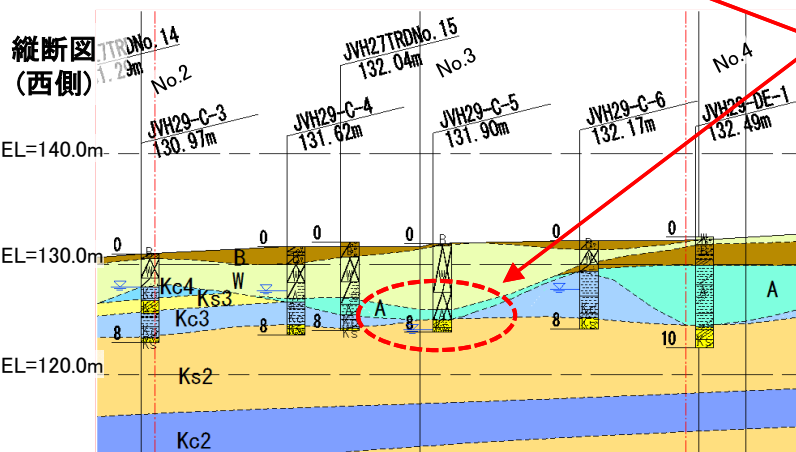 縦断図
(西側)
7TRDNo.14
1.29m
No.2
JVH27TRDNo.15
132.04m
No.3
No.4
JVH29-C-3
130.97m
JVH29-C-4
131.62m
JVH29-C-5
131.90m
JVH29-C-6
132.17m
JVH29-DE-1
132.49m
EL=140.0m
EL=130.0m
EL=120.0m
0
0
0
0
0
0
B
W
Kc4
Ks3
Kc3
A
A
8
8
8
8
8
10
Ks2
Kc2